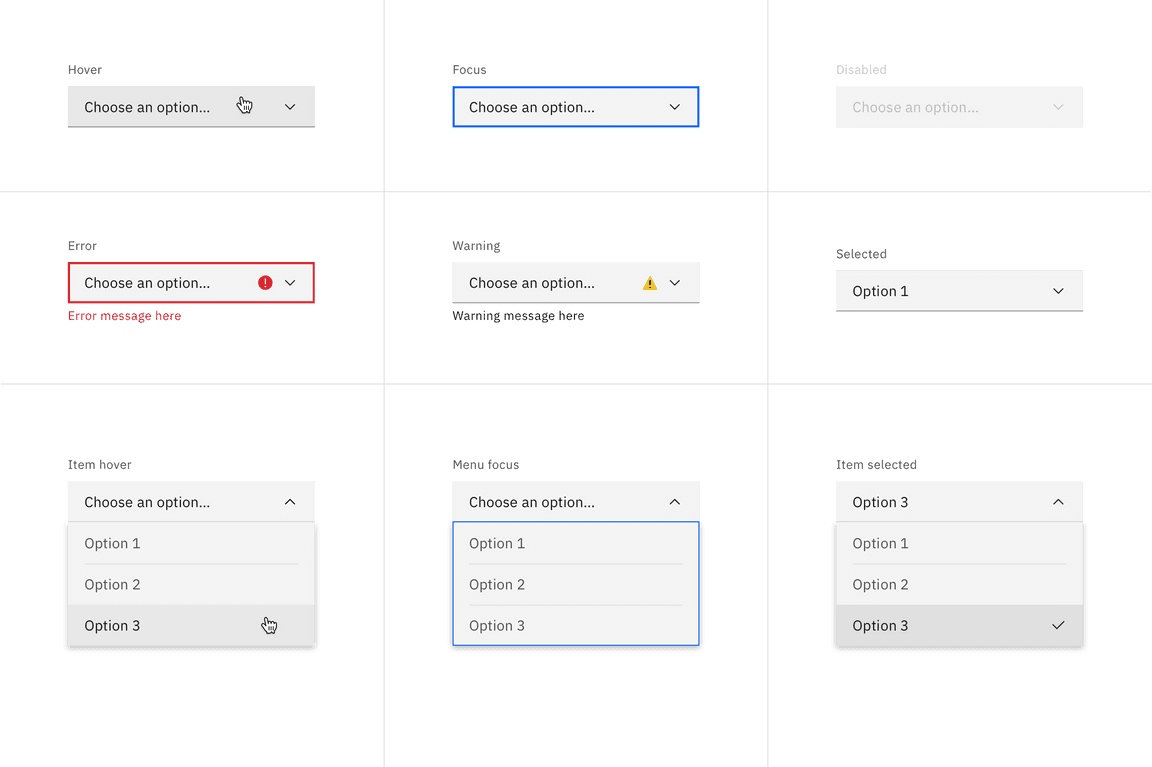 Hover
Choose an option...
Focus
Choose an option...
Disabled
Choose an option...
Error
Choose an option...
Error message here
Warning
Choose an option...
Warning message here
Selected
Option 1
Item hover
Choose an option...
Option 1
Option 2
Option 3
Menu focus
Choose an option...
Option 1
Option 2
Option 3
Item selected
Option 3
Option 1
Option 2
Option 3